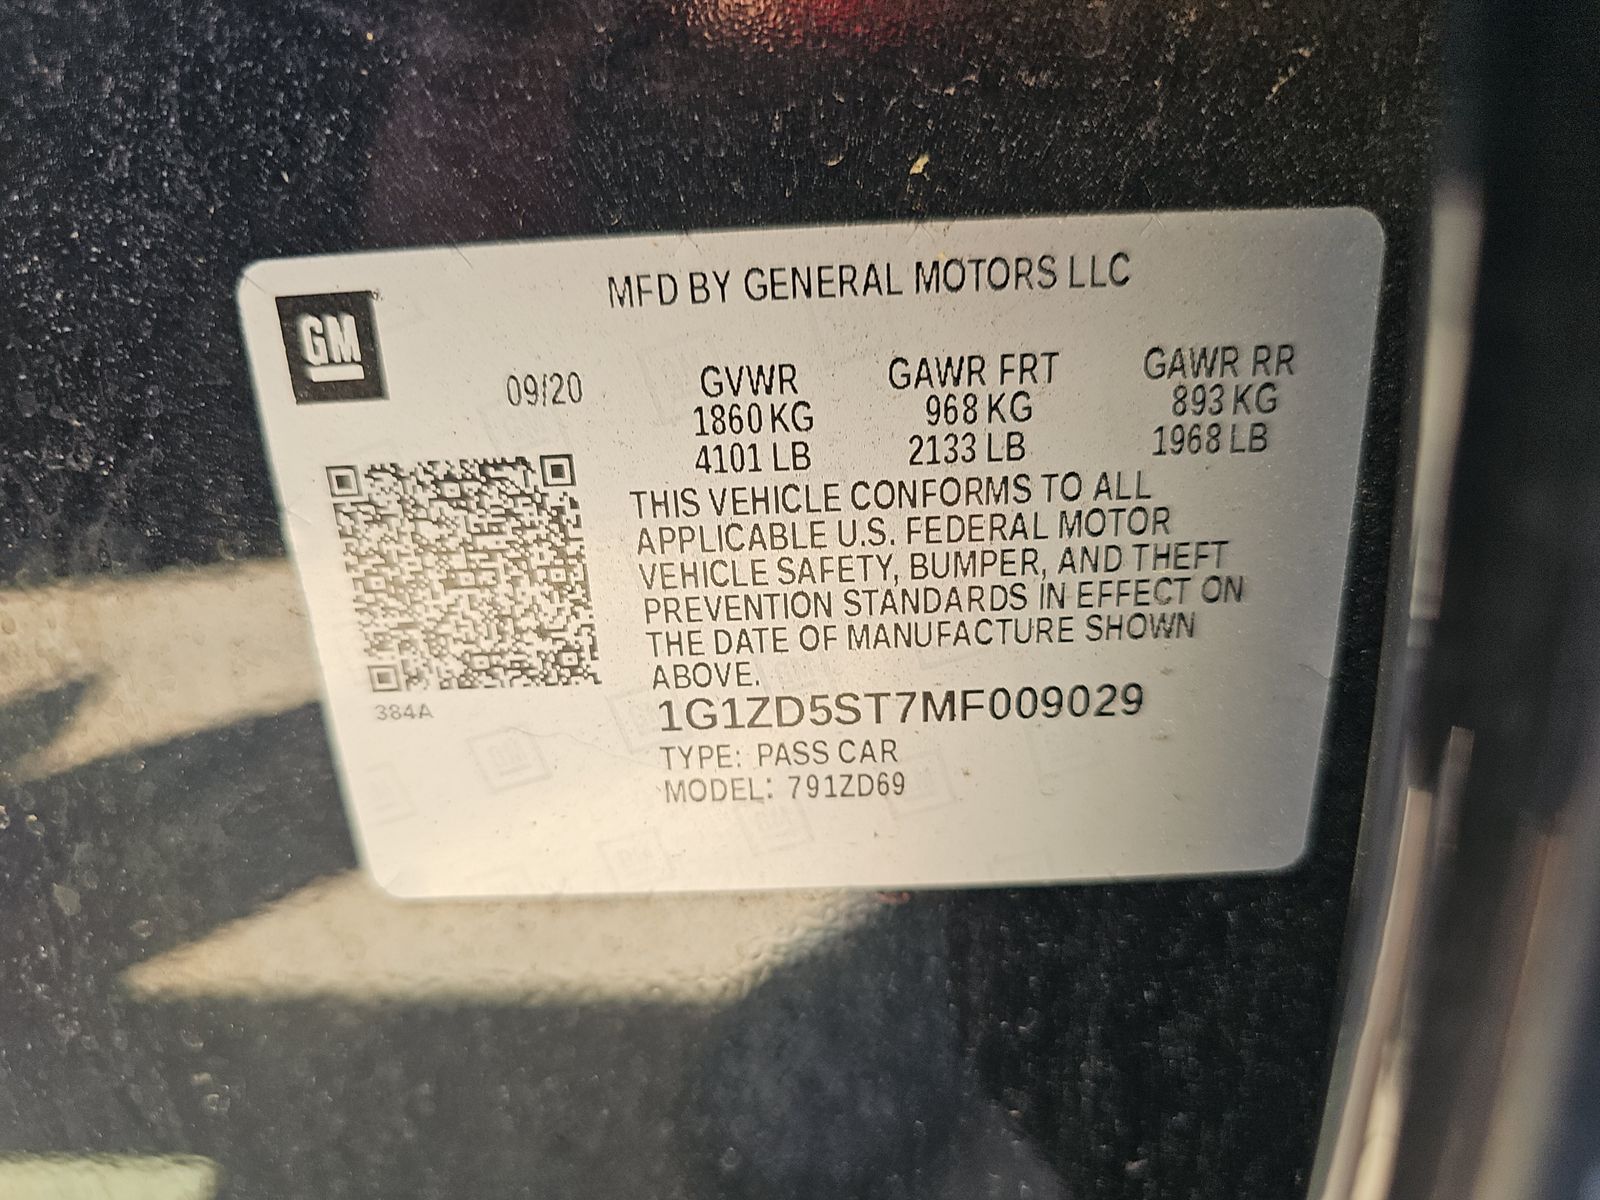 MFD BY GENERAL MOTORS LLC
GM
09/20
GVWR GAWR FRT GAWR RR
1860 KG 968 KG 893 KG
4101 LB 2133 LB 1968 LB
THIS VEHICLE CONFORMS TO ALL
APPLICABLE U.S. FEDERAL MOTOR
VEHICLE SAFETY, BUMPER, AND THEFT
PREVENTION STANDARDS IN EFFECT ON
THE DATE OF MANUFACTURE SHOWN
ABOVE.
384A
1G1ZD5ST7MF009029
TYPE: PASS CAR
MODEL: 791ZD69